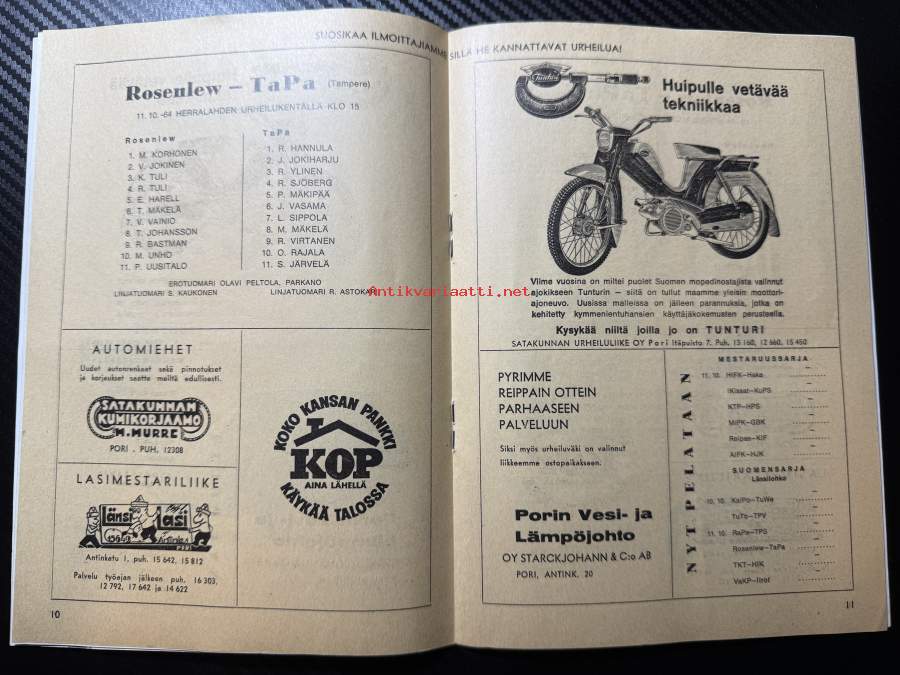 SUOSIKAA ILMOITTAJIAMME SILLÄ HE KANNATTAVAT URHEILUA!
Rosenlew – TaPa (Tampere)
11. 10. -64 HERRALAHDEN URHEILUKENTÄLLÄ KLO 15
Rosenlew
1. M. KORHONEN
2. V. JOKINEN
3. K. TULI
4. R. TULI
5. E. HARELL
6. T. MÄKELÄ
7. V. VAINIO
8. T. JOHANSSON
9. R. BASTMAN
10. M. UNHO
11. P. UUSITALO
TaPa
1. R. HANNULA
2. J. JOKIHARJU
3. R. YLINEN
4. R. SJÖBERG
5. P. MÄKIPÄÄ
6. J. VASAMA
7. L. SIPPOLA
8. M. MÄKELÄ
9. R. VIRTANEN
10. O. RAJALA
11. S. JÄRVELÄ
EROTUOMARI OLAVI PELTOLA, PARKANO
LINJATUOMARI S. KAUKONEN LINJATUOMARI R. ASTOKARI
Antikvariaatti.net
AUTOMIEHET
Uudet autonrenkaat sekä pinnoitukset
ja korjaukset saatte meiltä edullisesti.
SATAKUNNAN
KUMIKORJAAMO
M. MURRE
PORI . PUH, 12308
LASIMESTARILIIKE
Länsi Lasi
15642
Antinkatu 1
PORI
Antinkatu 1, puh. 15 642, 15 812
Palvelu työajan jälkeen puh. 16 303,
12 792, 17 642 ja 14 622
KOKO KANSAN PANKKI
KOP
AINA LÄHELLÄ
KÄYKÄÄ TALOSSA
10
Tunturi
Huipulle vetävää
tekniikkaa
Viime vuosina on miltei puolet Suomen mopedinostajista valinnut
ajokikseen Tunturin – siitä on tullut maamme yleisin moottori-
ajoneuvo. Uusissa malleissa on jälleen parannuksia, jotka on
kehitetty kymmenientuhansien käyttäjäkokemusten perusteella.
Kysykää niiltä joilla jo on TUNTURI
SATAKUNNAN URHEILULIIKE OY Pori Itäpuisto 7. Puh. 13 160, 12 660, 15 450
PYRIMME
REIPPAIN OTTEIN
PARHAASEEN
PALVELUUN
Siksi myös urheiluväki on valinnut
liikkeemme ostopaikakseen.
Porin Vesi- ja
Lämpöjohto
OY STARCKJOHANN & C:o AB
PORI, ANTINK. 20
NYT PELATAAN
MESTARUUSSARJA
11. 10. HIFK–Haka
IKissat–KuPS
KTP–HPS
MiPK–GBK
Reipas–KIF
AIFK–HJK
SUOMENSARJA
Länsilohko
10. 10. KaiPo–TuWe
TuTo–TPV
11. 10. RaPa–TPS
Rosenlew–TaPa
TKT–HIK
VaKP–Ilrot
11